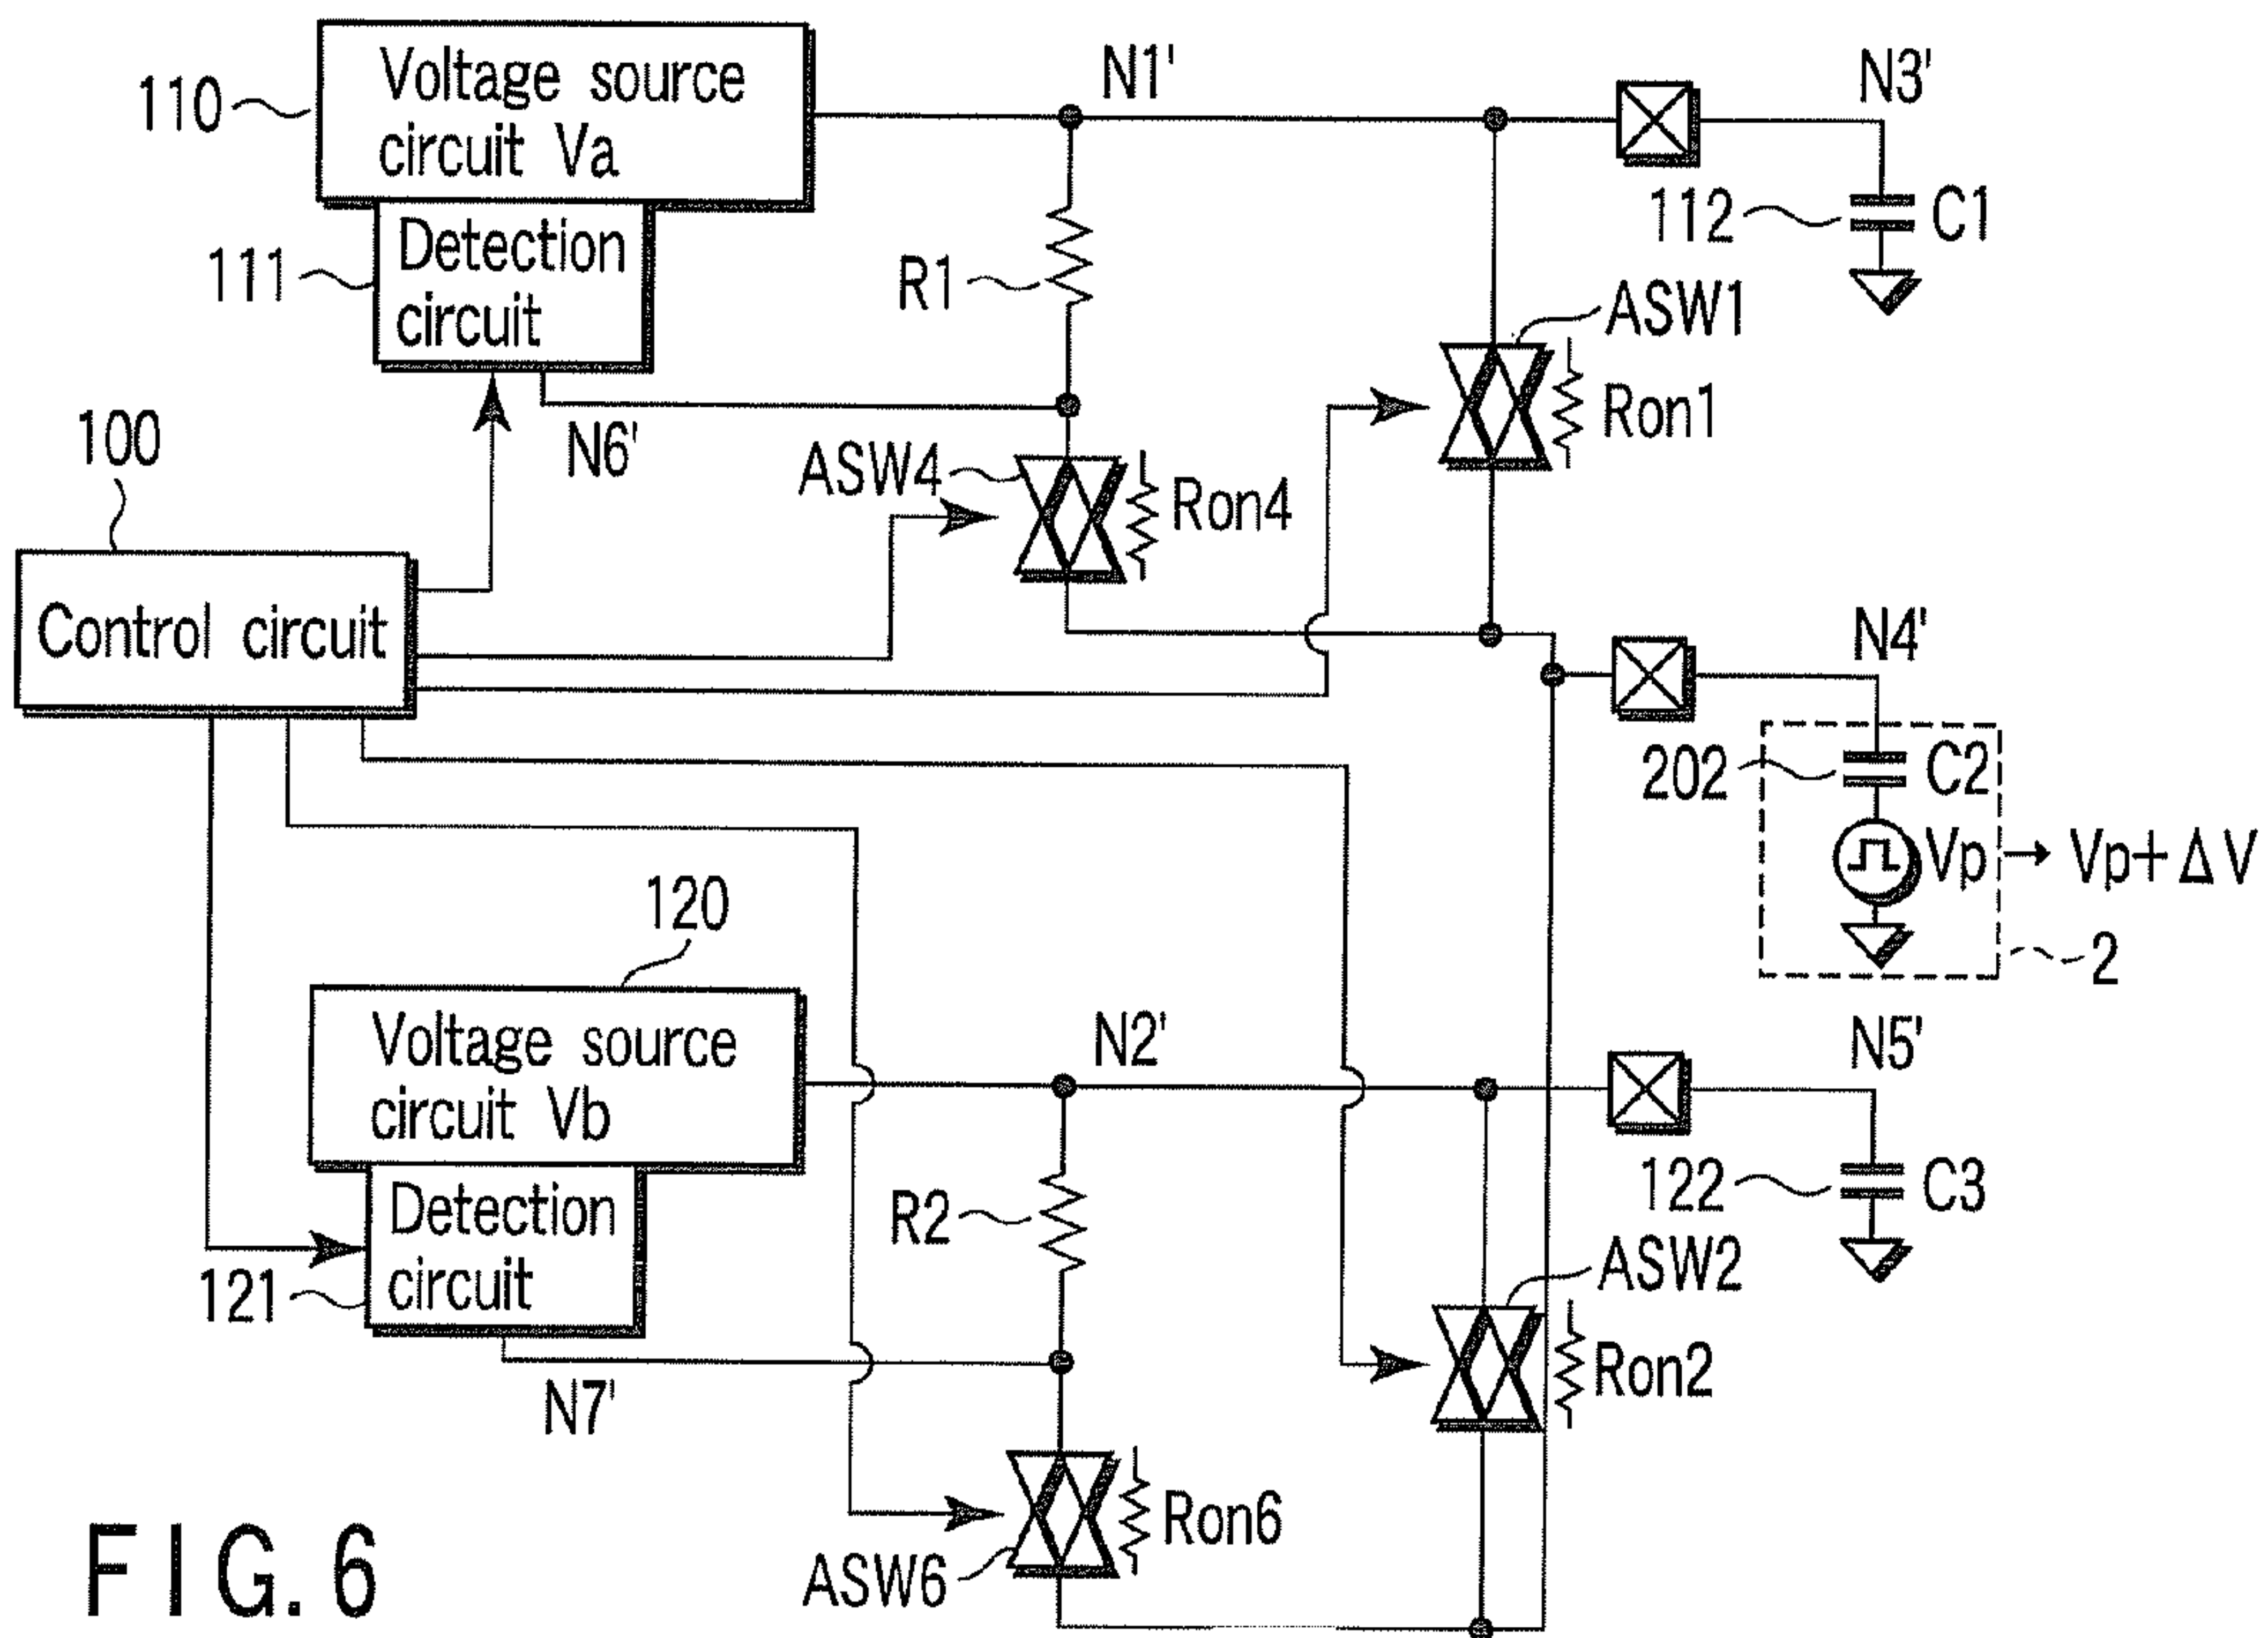 Voltage source
circuit Va
110
N1'
N3'
112
C1
Detection
circuit
111
R1
ASW1
Ron1
N6'
100
ASW4
Ron4
Control circuit
N4'
202
C2
Vp
Vp+ΔV
2
120
Voltage source
circuit Vb
N2'
N5'
122
C3
Detection
circuit
121
R2
ASW2
Ron2
N7'
Ron6
ASW6
FIG. 6